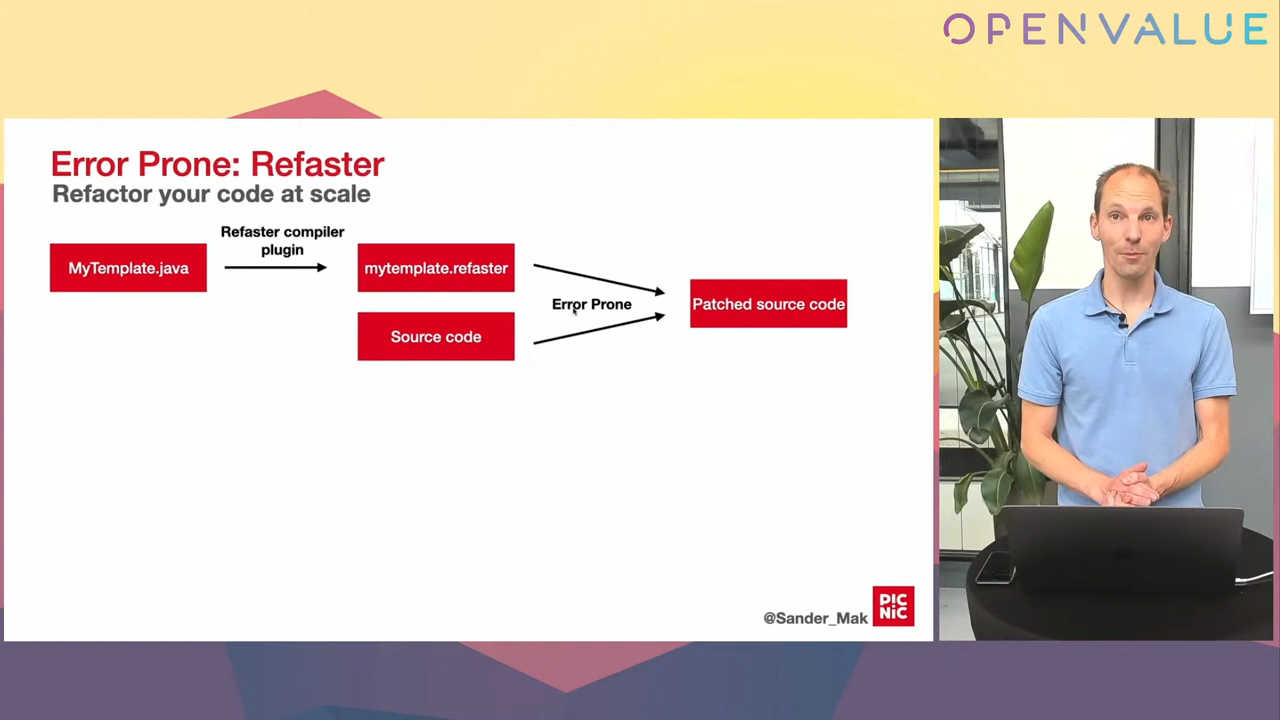 OPENVALUE
Error Prone: Refaster
Refactor your code at scale
Refaster compiler
plugin
MyTemplate.java
mytemplate.refaster
Error Prone
Patched source code
Source code
@Sander_Mak
PIC
NIC